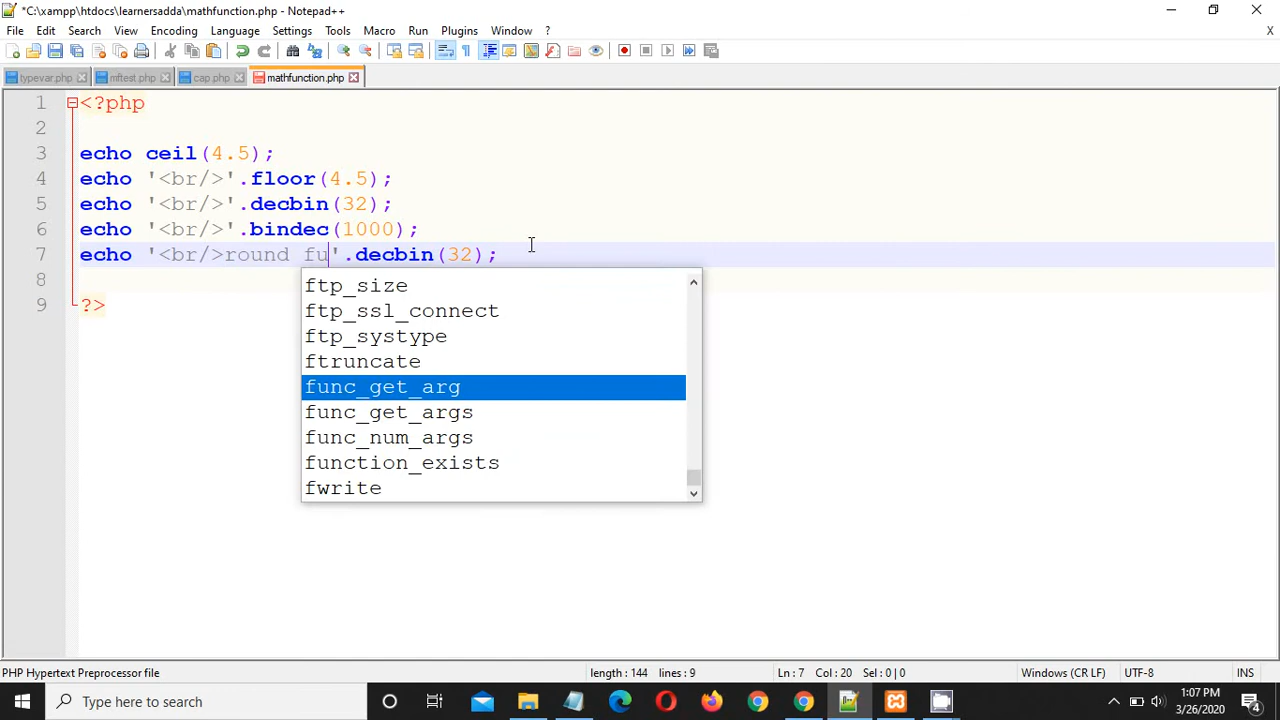 *C:\xampp\htdocs\learnersadda\mathfunction.php - Notepad++
File Edit Search View Encoding Language Settings Tools Macro Run Plugins Window ? X
typevar.php mftest.php cap.php mathfunction.php
1 <?php
2
3 echo ceil(4.5);
4 echo '<br/>'.floor(4.5);
5 echo '<br/>'.decbin(32);
6 echo '<br/>'.bindec(1000);
7 echo '<br/>round fu'.decbin(32);
8
9 ?>
ftp_size
ftp_ssl_connect
ftp_systype
ftruncate
func_get_arg
func_get_args
func_num_args
function_exists
fwrite
PHP Hypertext Preprocessor file length : 144 lines : 9 Ln : 7 Col : 20 Sel : 0 | 0 Windows (CR LF) UTF-8 INS
Type here to search
1:07 PM
3/26/2020
4